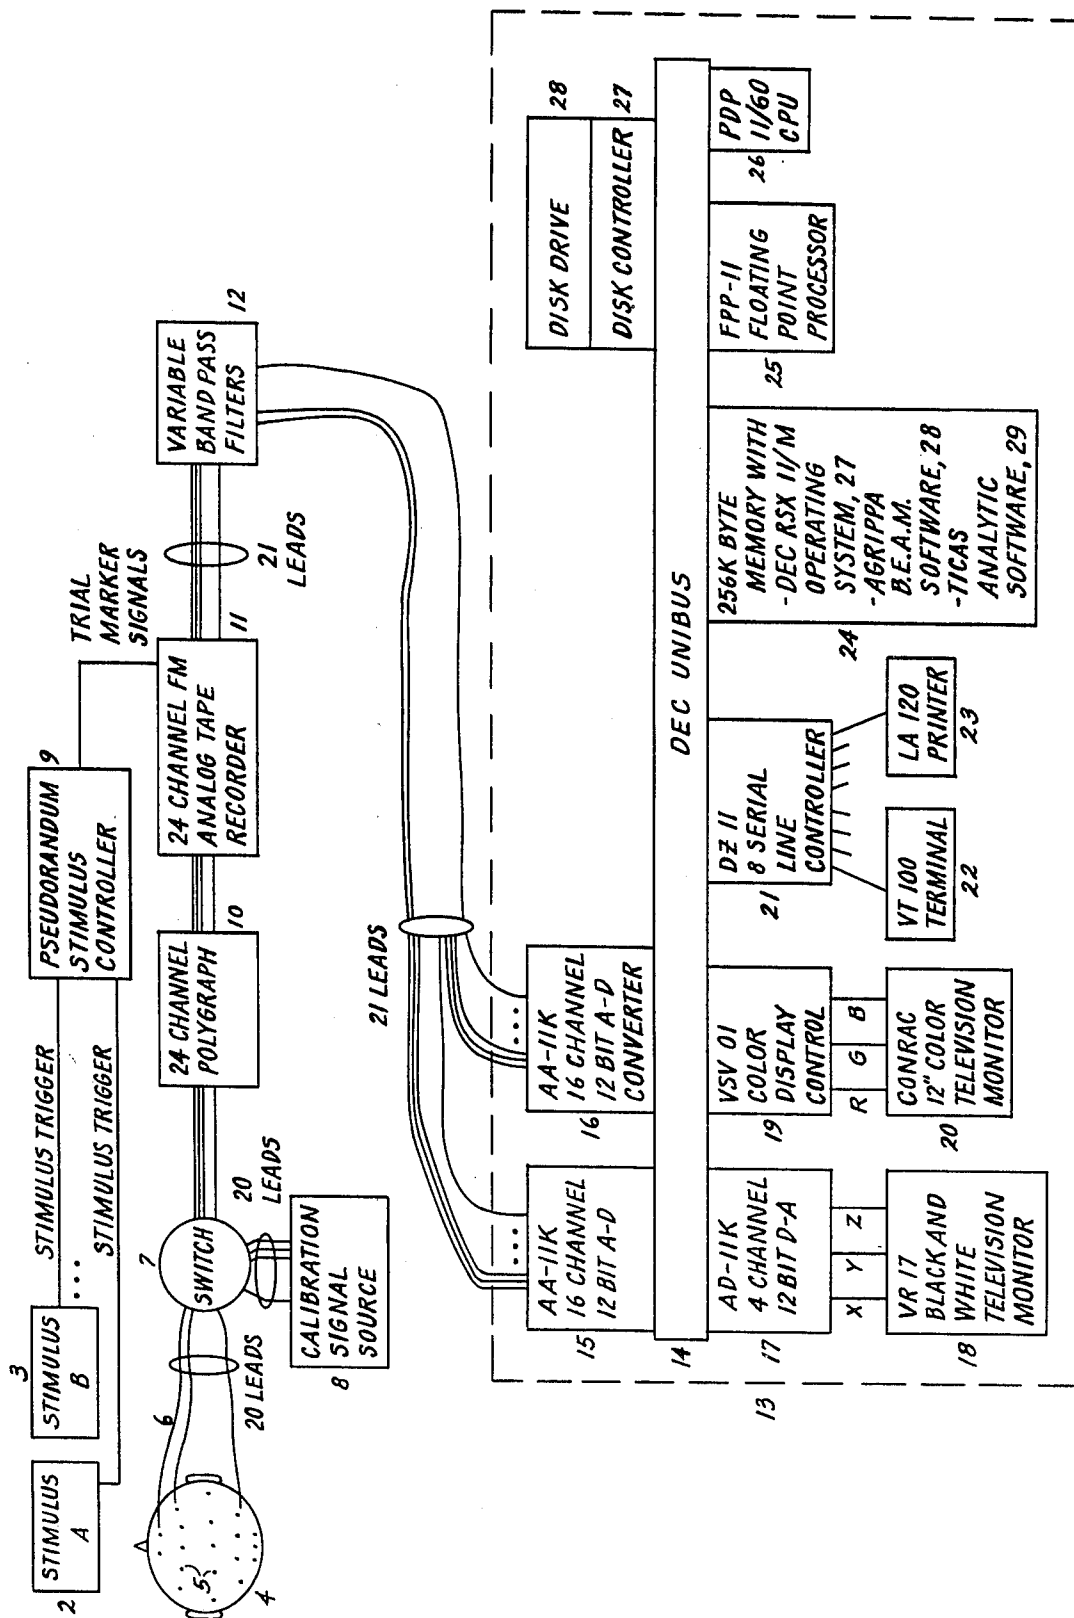 2
STIMULUS
A
3
STIMULUS
B
STIMULUS TRIGGER
STIMULUS TRIGGER
PSEUDORANDUM
STIMULUS
CONTROLLER
9
TRIAL
MARKER
SIGNALS
4
5
6
20 LEADS
7
SWITCH
20
LEADS
8
CALIBRATION
SIGNAL
SOURCE
24 CHANNEL
POLYGRAPH
10
24 CHANNEL FM
ANALOG TAPE
RECORDER
11
21
LEADS
VARIABLE
BAND PASS
FILTERS
12
21 LEADS
13
14
DEC UNIBUS
15
AA-11K
16 CHANNEL
12 BIT A-D
16
AA-11K
16 CHANNEL
12 BIT A-D
CONVERTER
DISK DRIVE
28
DISK CONTROLLER
27
17
AD-11K
4 CHANNEL
12 BIT D-A
X Y Z
18
VR 17
BLACK AND
WHITE
TELEVISION
MONITOR
19
VSV 01
COLOR
DISPLAY
CONTROL
R G B
20
CONRAC
12" COLOR
TELEVISION
MONITOR
21
DZ 11
8 SERIAL
LINE
CONTROLLER
VT 100
TERMINAL
22
LA 120
PRINTER
23
24
256K BYTE
MEMORY WITH
- DEC RSX 11/M
OPERATING
SYSTEM, 27
- AGRIPPA
B.E.A.M.
SOFTWARE, 28
- TICAS
ANALYTIC
SOFTWARE, 29
25
FPP-11
FLOATING
POINT
PROCESSOR
26
PDP
11/60
CPU